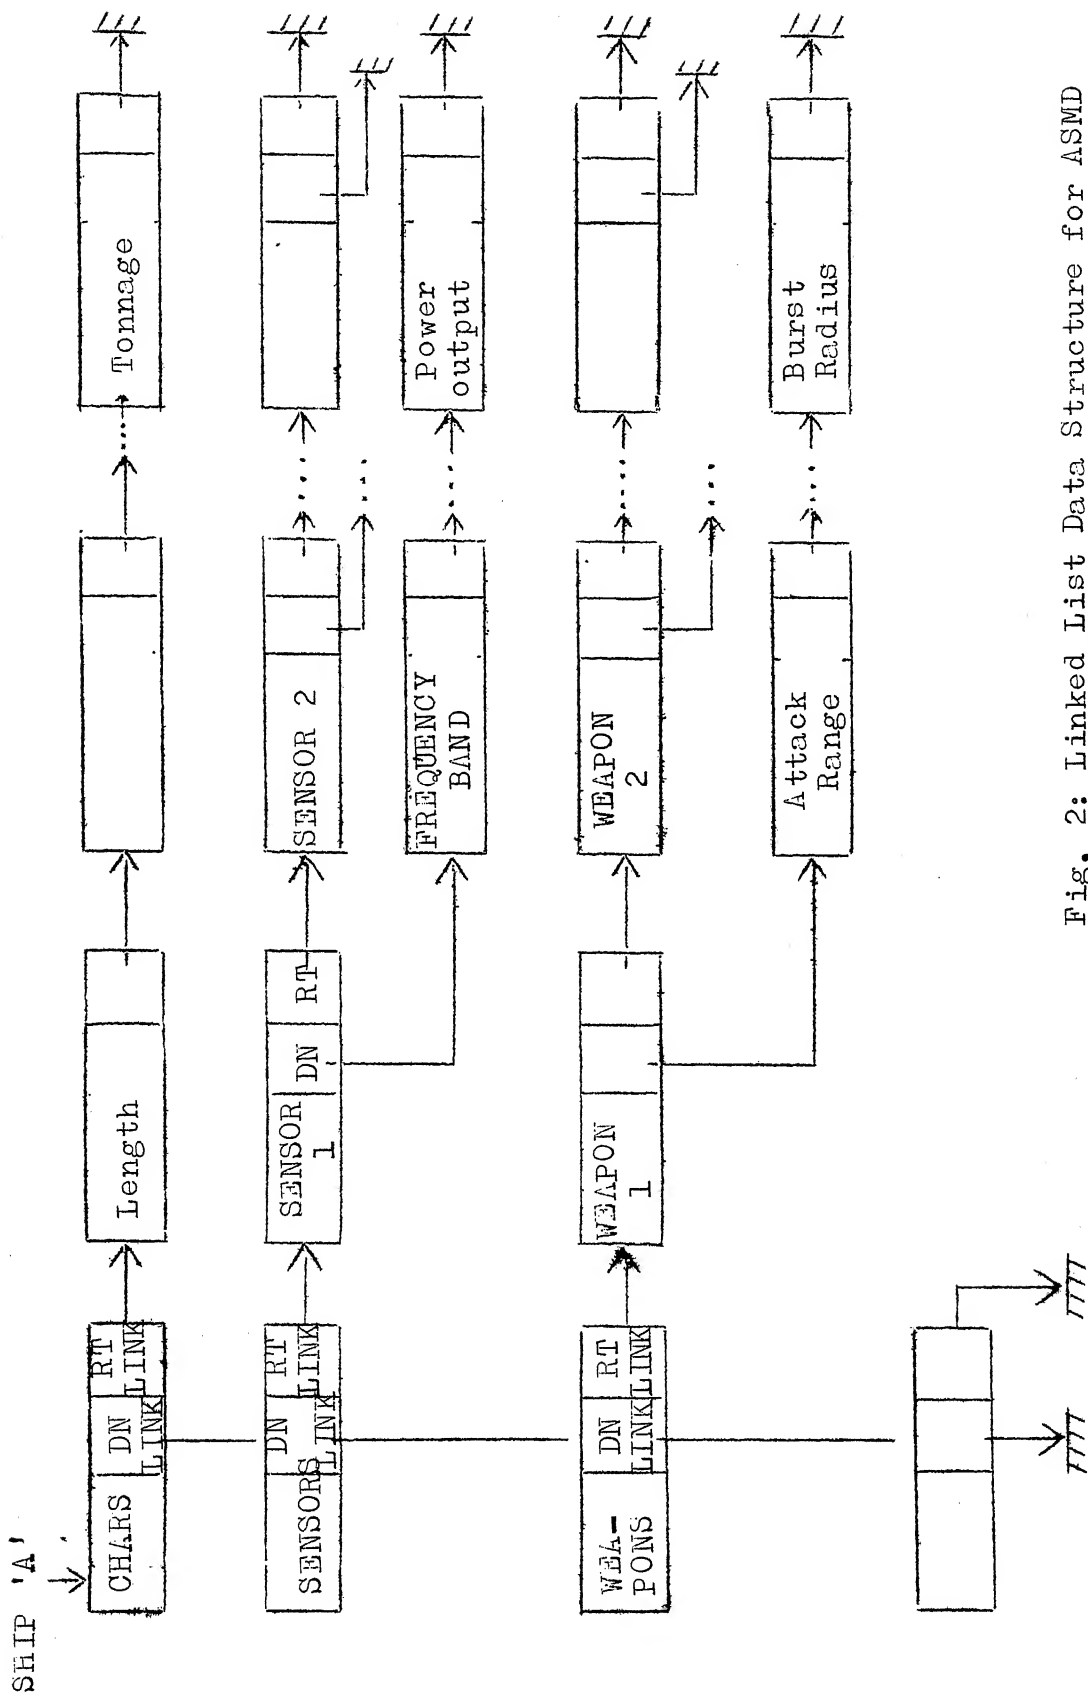 SHIP 'A'
CHARS
DN
LINK
RT
LINK
Length
Tonnage
SENSORS
DN
LINK
RT
LINK
SENSOR
1
DN
RT
SENSOR 2
FREQUENCY
BAND
Power
output
WEA-
PONS
DN
LINK
RT
LINK
WEAPON
1
WEAPON
2
Attack
Range
Burst
Radius
Fig. 2: Linked List Data Structure for ASMD